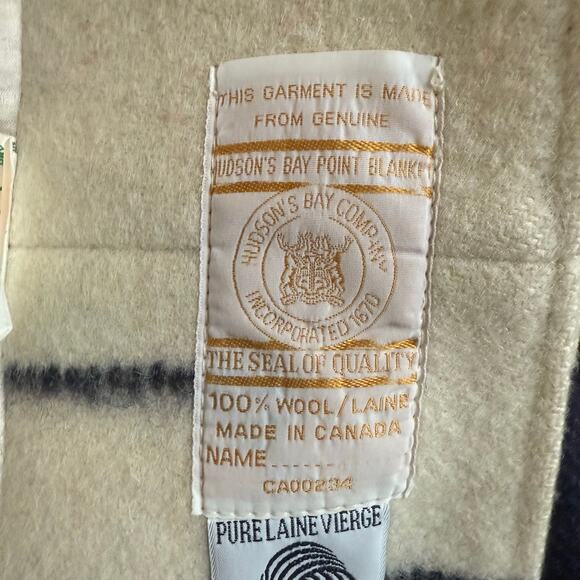 THIS GARMENT IS MADE
FROM GENUINE
HUDSON'S BAY POINT BLANKET
HUDSON'S BAY COMPANY
INCORPORATED 1670
THE SEAL OF QUALITY
100% WOOL/LAINE
MADE IN CANADA
NAME......
CA00234
PURE LAINE VIERGE